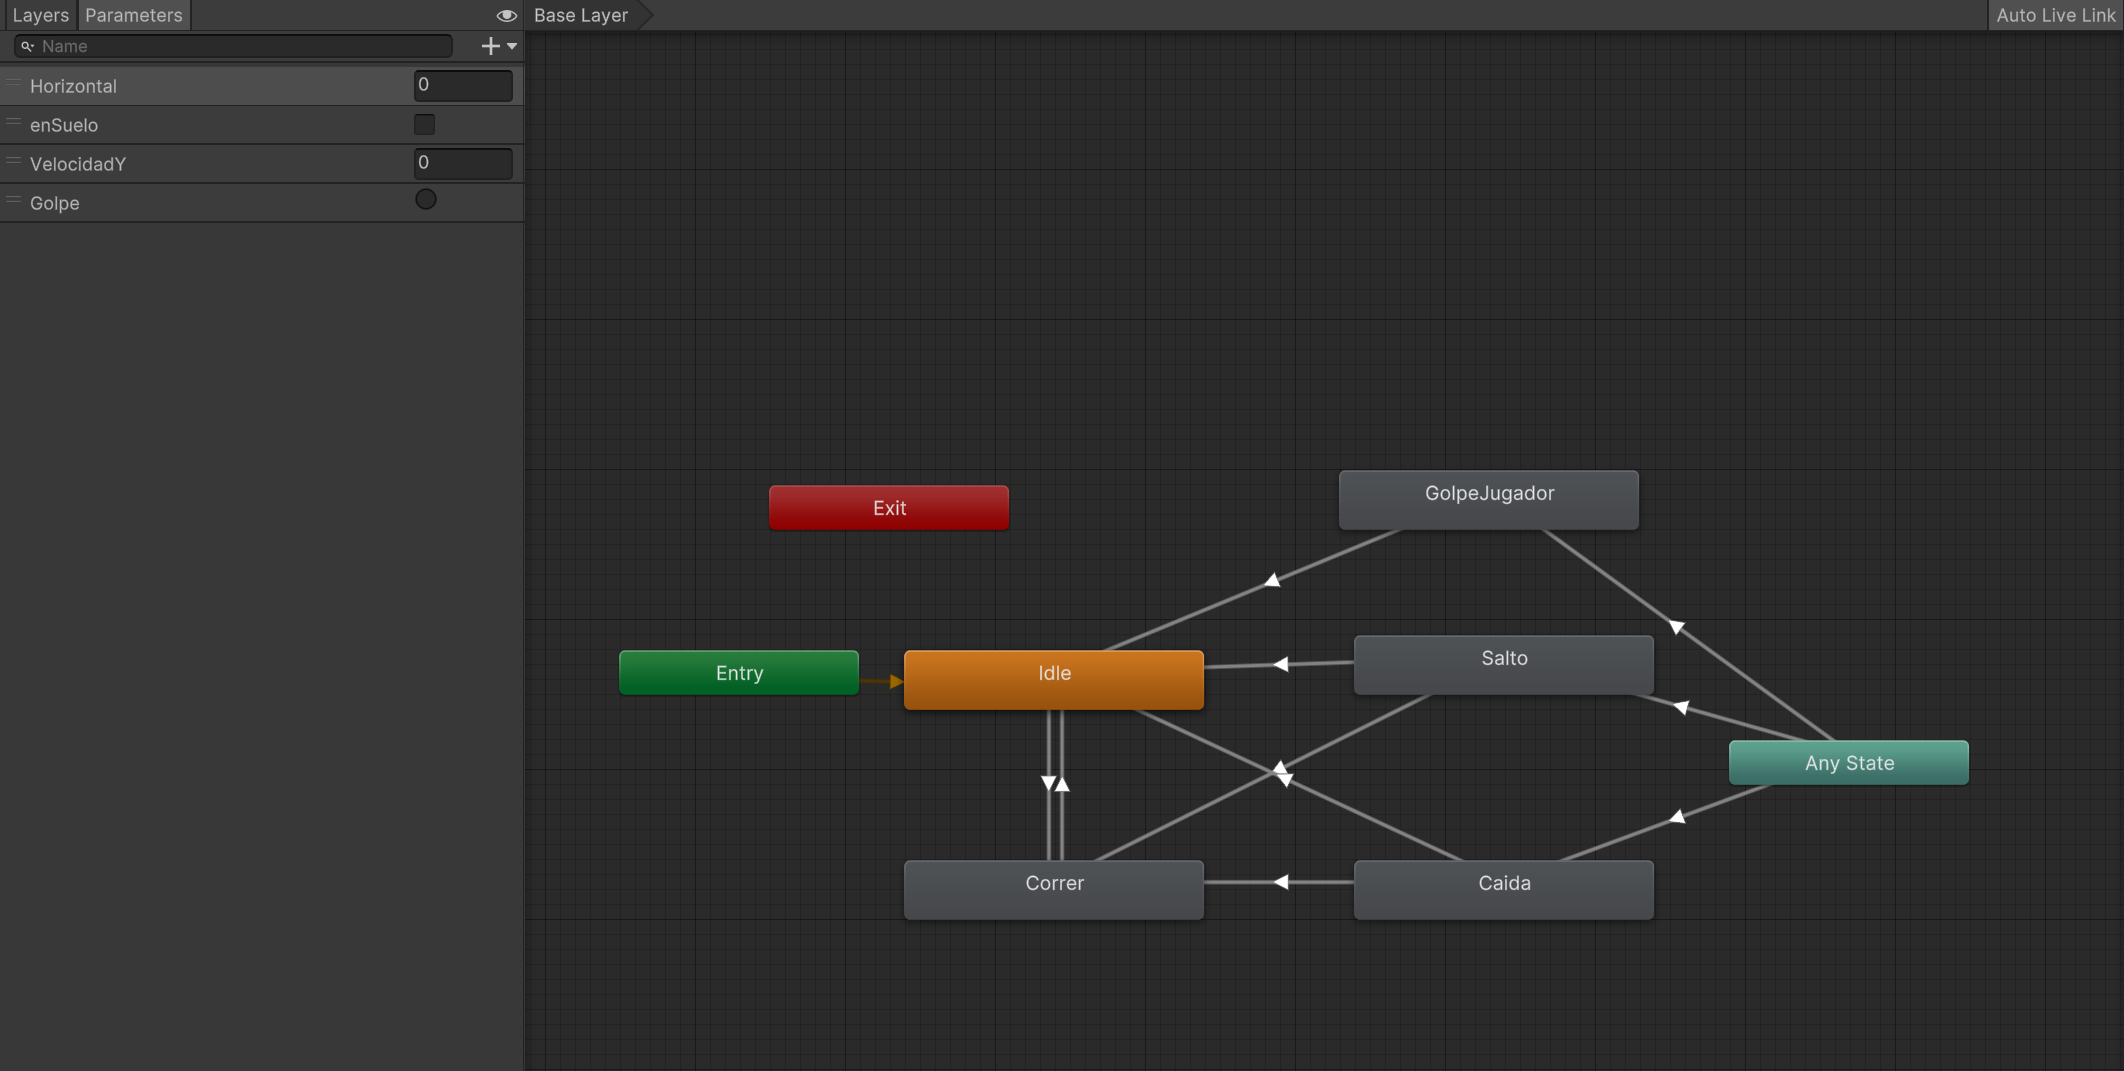 Layers Parameters
Base Layer
Auto Live Link
Name
Horizontal 0
enSuelo
VelocidadY 0
Golpe
GolpeJugador
Exit
Salto
Entry
Idle
Any State
Correr
Caida